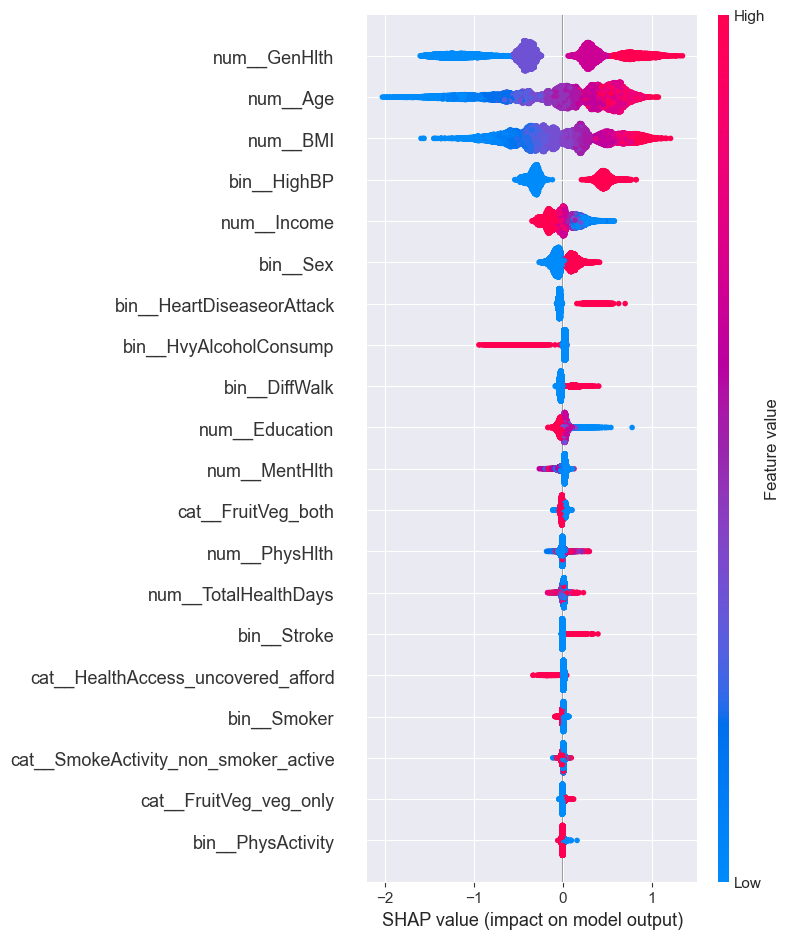 High
num__GenHlth
num__Age
num__BMI
bin__HighBP
num__Income
bin__Sex
bin__HeartDiseaseorAttack
bin__HvyAlcoholConsump
bin__DiffWalk
num__Education
num__MentHlth
cat__FruitVeg_both
num__PhysHlth
num__TotalHealthDays
bin__Stroke
cat__HealthAccess_uncovered_afford
bin__Smoker
cat__SmokeActivity_non_smoker_active
cat__FruitVeg_veg_only
bin__PhysActivity
Feature value
Low
−2 −1 0 1
SHAP value (impact on model output)